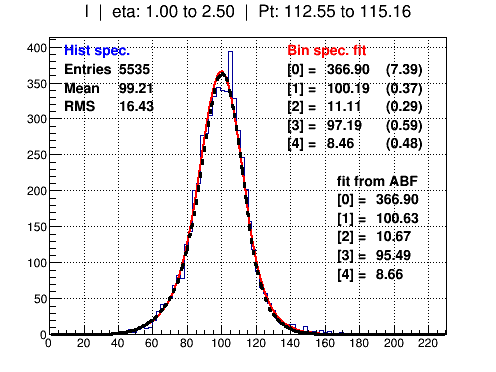 I | eta: 1.00 to 2.50 | Pt: 112.55 to 115.16
Hist spec.
Entries 5535
Mean 99.21
RMS 16.43
Bin spec. fit
[0] = 366.90 (7.39)
[1] = 100.19 (0.37)
[2] = 11.11 (0.29)
[3] = 97.19 (0.59)
[4] = 8.46 (0.48)
fit from ABF
[0] = 366.90
[1] = 100.63
[2] = 10.67
[3] = 95.49
[4] = 8.66
400
350
300
250
200
150
100
50
0
0 20 40 60 80 100 120 140 160 180 200 220